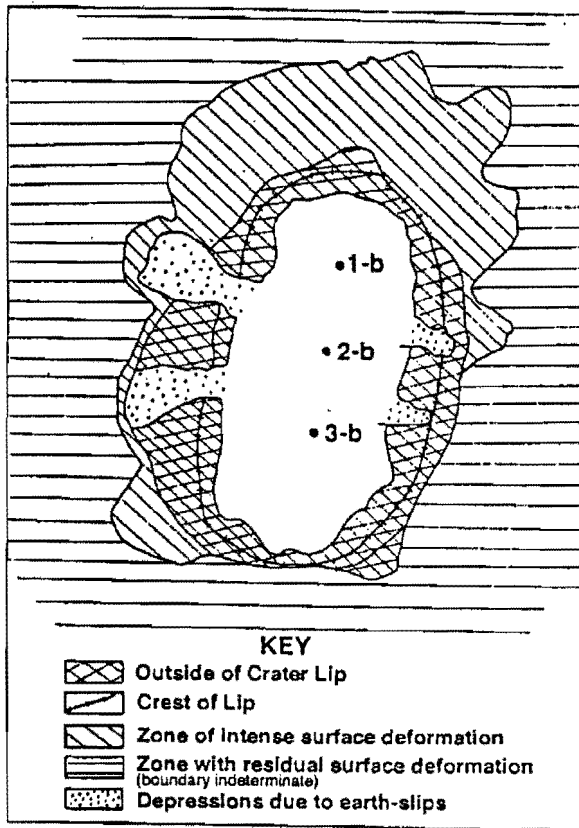 1-b
2-b
3-b
KEY
Outside of Crater Lip
Crest of Lip
Zone of intense surface deformation
Zone with residual surface deformation
(boundary indeterminate)
Depressions due to earth-slips